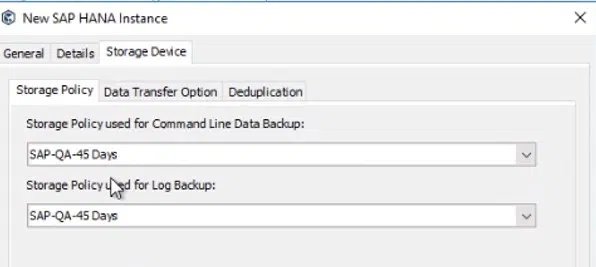 New SAP HANA Instance
General Details Storage Device
Storage Policy Data Transfer Option Deduplication
Storage Policy used for Command Line Data Backup:
SAP-QA-45 Days
Storage Policy used for Log Backup:
SAP-QA-45 Days